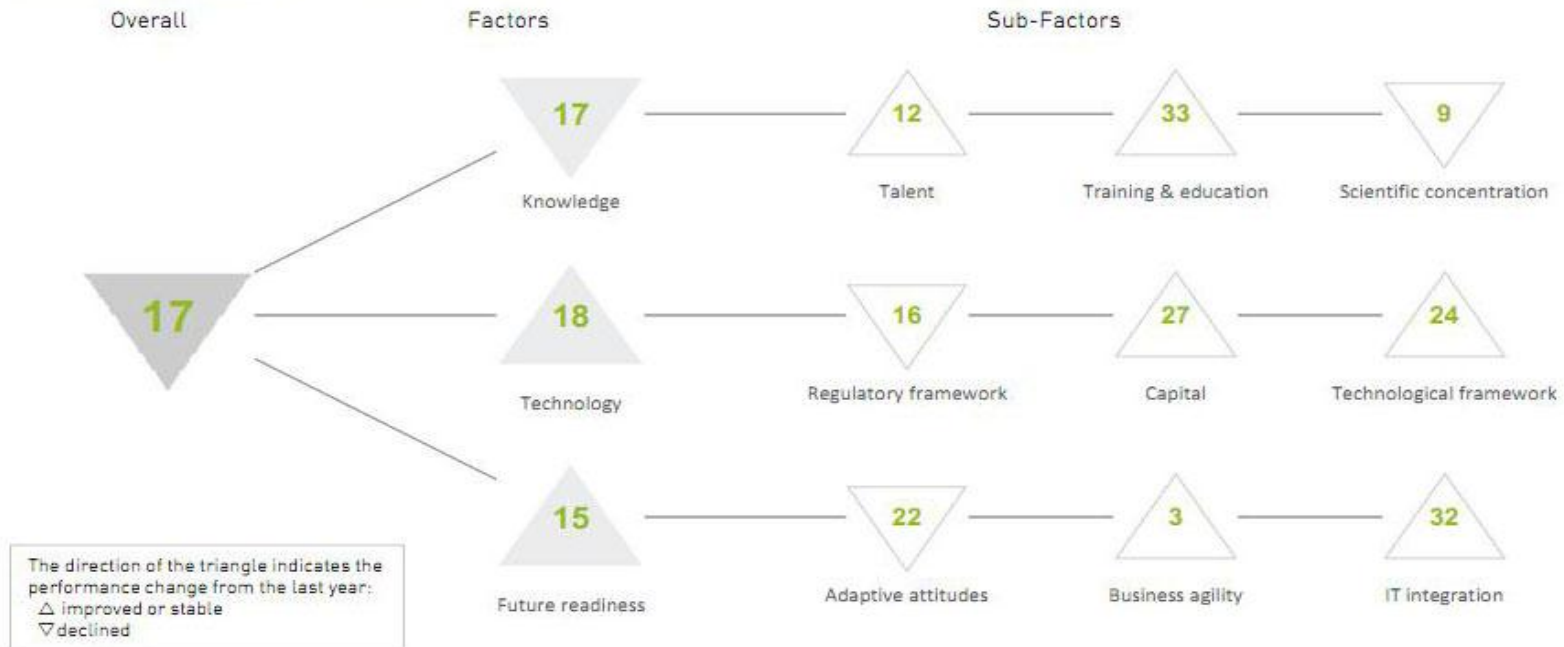 Overall Factors Sub-Factors
17 12 33 9
Knowledge Talent Training & education Scientific concentration
17
18 16 27 24
Technology Regulatory framework Capital Technological framework
15 22 3 32
Future readiness Adaptive attitudes Business agility IT integration
The direction of the triangle indicates the
performance change from the last year:
△ improved or stable
▽ declined